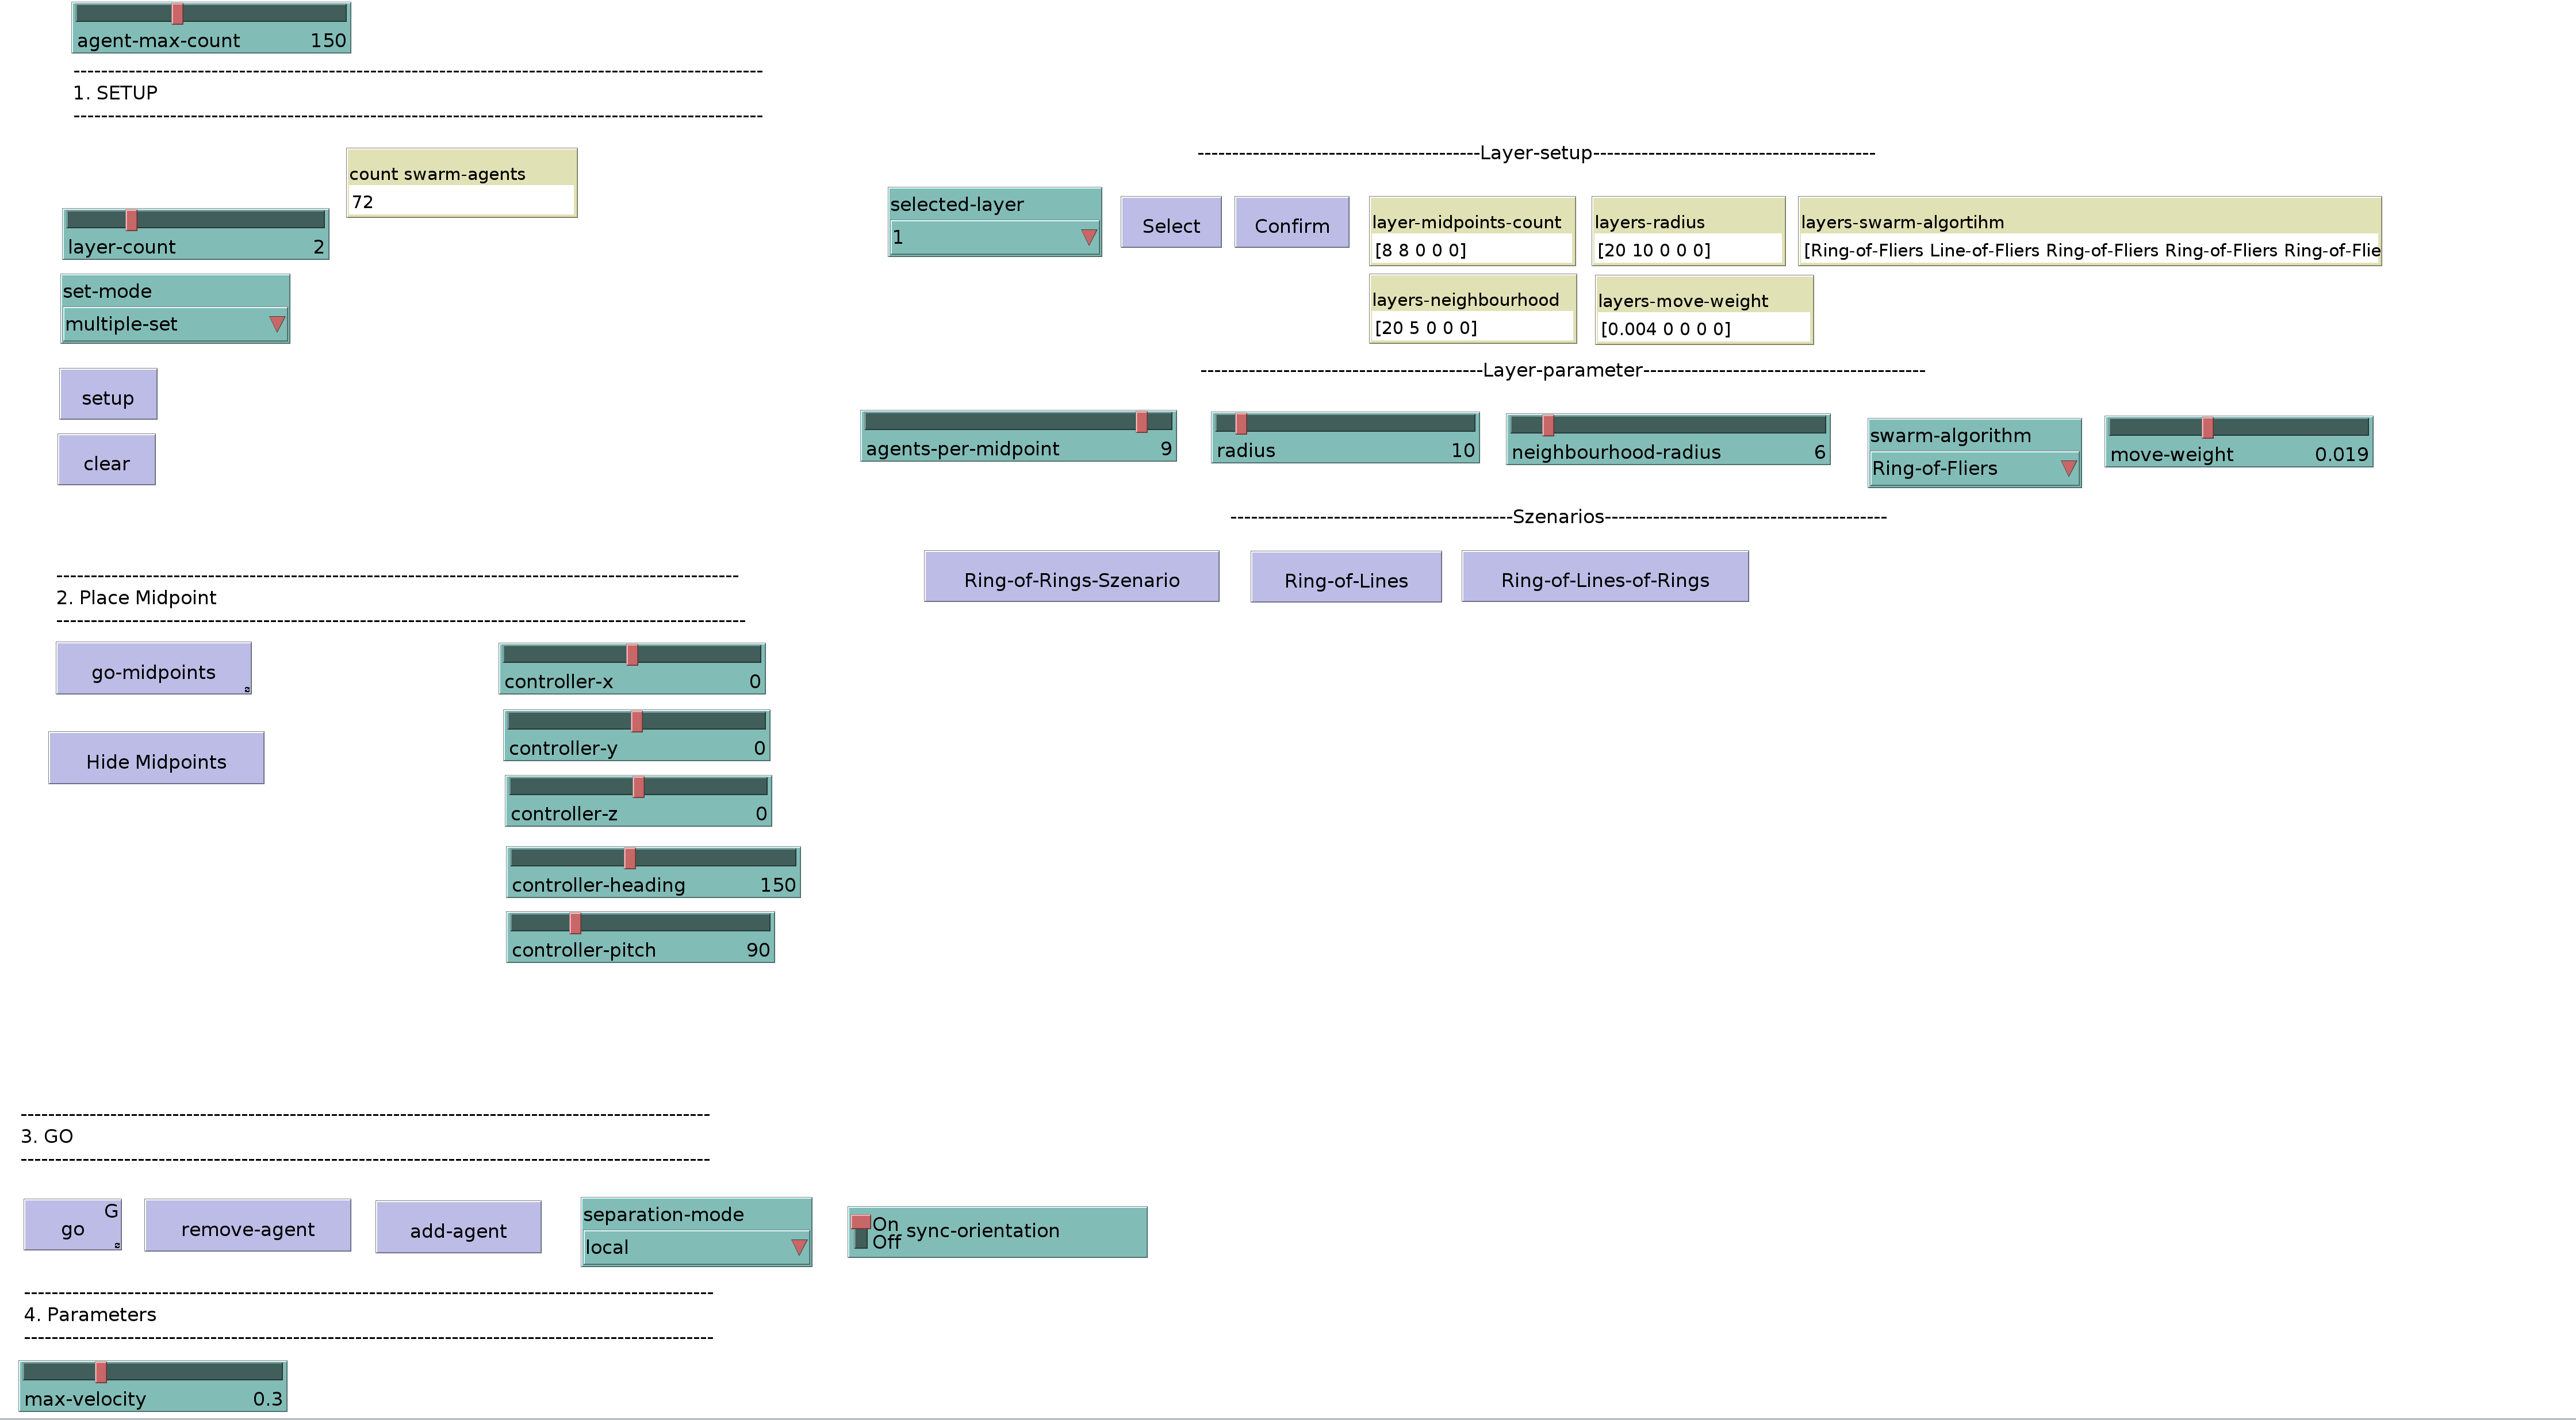 agent-max-count 150
----------------------------------------------------------------------------------------------------
1. SETUP
----------------------------------------------------------------------------------------------------
count swarm-agents
72
layer-count 2
set-mode
multiple-set
setup
clear
-----------------------------------------Layer-setup-----------------------------------------
selected-layer
1
Select
Confirm
layer-midpoints-count
[8 8 0 0 0]
layers-radius
[20 10 0 0 0]
layers-swarm-algortihm
[Ring-of-Fliers Line-of-Fliers Ring-of-Fliers Ring-of-Fliers Ring-of-Flie
layers-neighbourhood
[20 5 0 0 0]
layers-move-weight
[0.004 0 0 0 0]
-----------------------------------------Layer-parameter-----------------------------------------
agents-per-midpoint 9
radius 10
neighbourhood-radius 6
swarm-algorithm
Ring-of-Fliers
move-weight 0.019
-----------------------------------------Szenarios-----------------------------------------
Ring-of-Rings-Szenario
Ring-of-Lines
Ring-of-Lines-of-Rings
----------------------------------------------------------------------------------------------------
2. Place Midpoint
----------------------------------------------------------------------------------------------------
go-midpoints
Hide Midpoints
controller-x 0
controller-y 0
controller-z 0
controller-heading 150
controller-pitch 90
----------------------------------------------------------------------------------------------------
3. GO
----------------------------------------------------------------------------------------------------
G
go
remove-agent
add-agent
separation-mode
local
On
Off
sync-orientation
----------------------------------------------------------------------------------------------------
4. Parameters
----------------------------------------------------------------------------------------------------
max-velocity 0.3